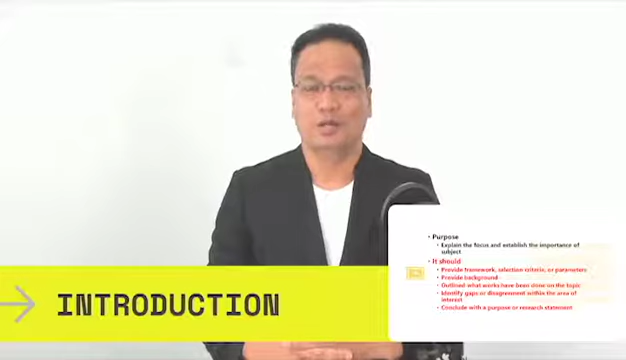 • Purpose
• Explain the focus and establish the importance of
subject
• It should
• Provide framework, selection criteria, or parameters
• Provide background
• Outlined what works have been done on the topic
• Identify gaps or disagreement within the area of
interest
• Conclude with a purpose or research statement
INTRODUCTION